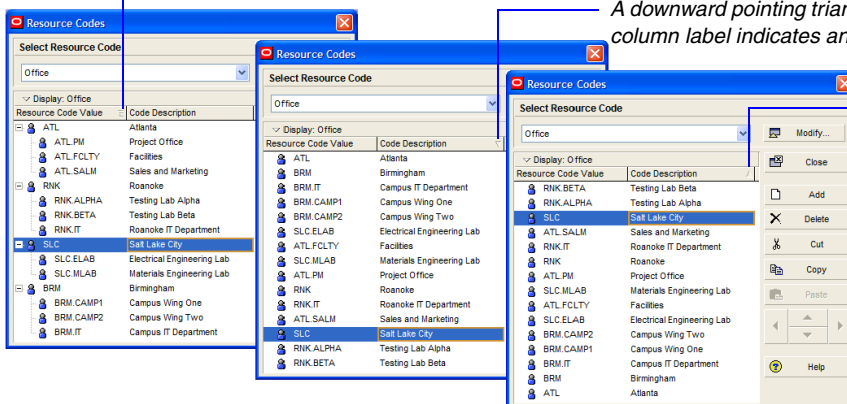 A downward pointing
column label indicates an
Resource Codes
Select Resource Code
Office
Display: Office
Resource Code Value Code Description
ATL Atlanta
ATL.PM Project Office
ATL.FCLTY Facilities
ATL.SALM Sales and Marketing
RNK Roanoke
RNK.ALPHA Testing Lab Alpha
RNK.BETA Testing Lab Beta
RNK.IT Roanoke IT Department
SLC Salt Lake City
SLC.ELAB Electrical Engineering Lab
SLC.MLAB Materials Engineering Lab
BRM Birmingham
BRM.CAMP1 Campus Wing One
BRM.CAMP2 Campus Wing Two
BRM.IT Campus IT Department
Resource Codes
Select Resource Code
Office
Display: Office
Resource Code Value Code Description
ATL Atlanta
BRM Birmingham
BRM.IT Campus IT Department
BRM.CAMP1 Campus Wing One
BRM.CAMP2 Campus Wing Two
SLC.ELAB Electrical Engineering Lab
ATL.FCLTY Facilities
SLC.MLAB Materials Engineering Lab
ATL.PM Project Office
RNK Roanoke
RNK.IT Roanoke IT Department
ATL.SALM Sales and Marketing
SLC Salt Lake City
RNK.ALPHA Testing Lab Alpha
RNK.BETA Testing Lab Beta
Resource Codes
Select Resource Code
Office
Display: Office
Resource Code Value Code Description
RNK.BETA Testing Lab Beta
RNK.ALPHA Testing Lab Alpha
SLC Salt Lake City
ATL.SALM Sales and Marketing
RNK.IT Roanoke IT Department
RNK Roanoke
ATL.PM Project Office
SLC.MLAB Materials Engineering Lab
ATL.FCLTY Facilities
SLC.ELAB Electrical Engineering Lab
BRM.CAMP2 Campus Wing Two
BRM.CAMP1 Campus Wing One
BRM.IT Campus IT Department
BRM Birmingham
ATL Atlanta
Modify...
Close
Add
Delete
Cut
Copy
Paste
Help